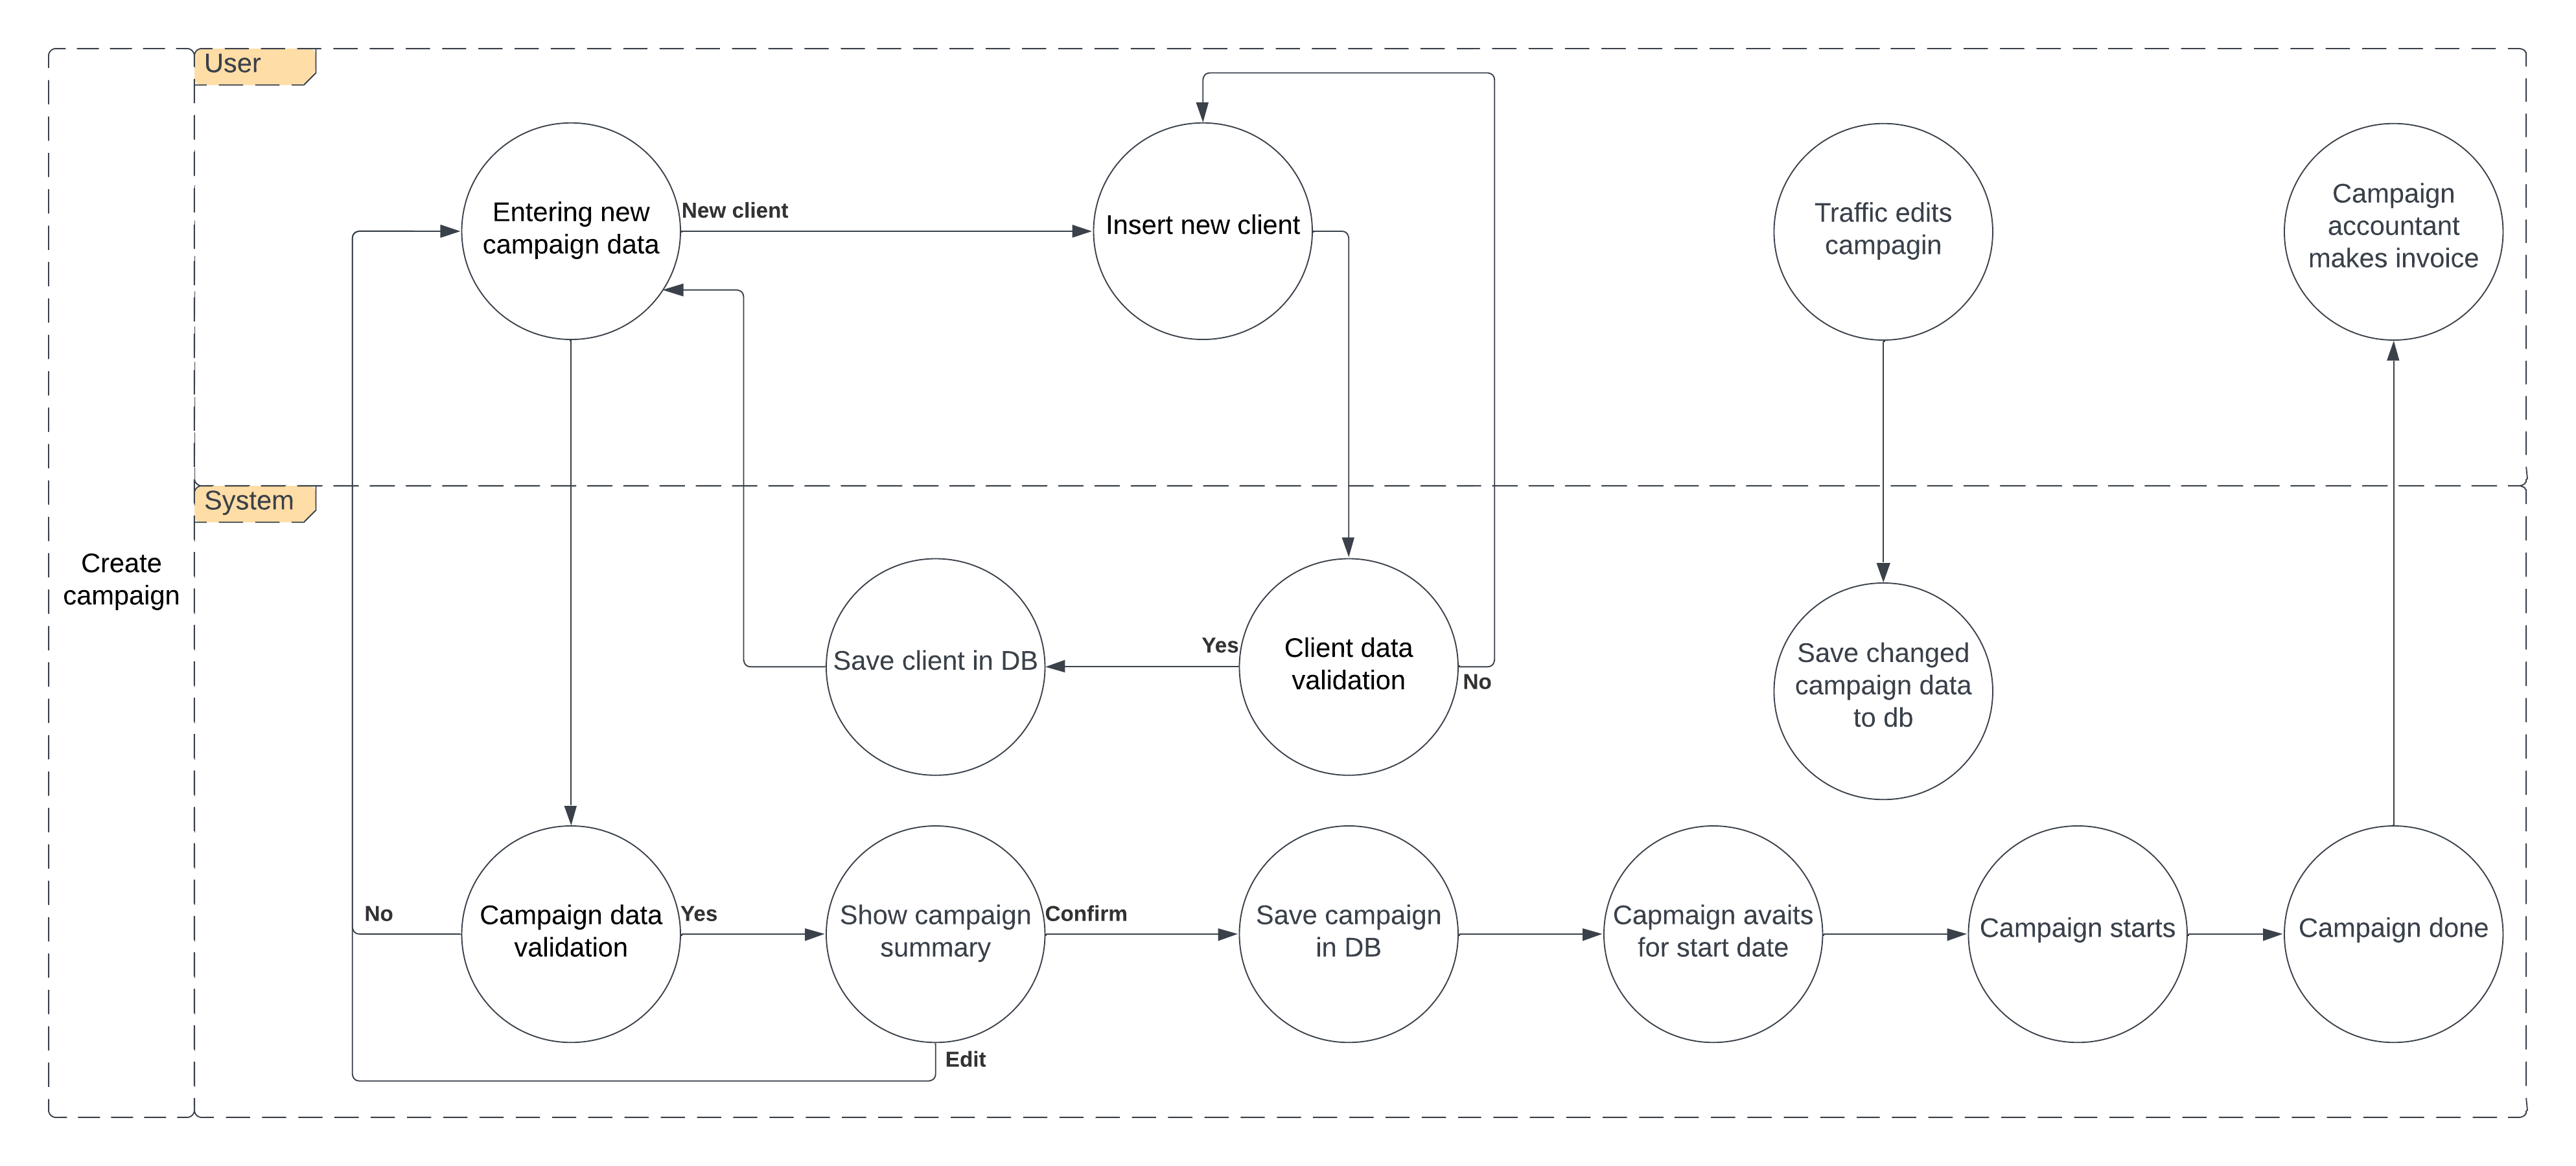 User
Entering new
campaign data
New client
Insert new client
Traffic edits
campagin
Campaign
accountant
makes invoice
System
Create
campaign
Save client in DB
Yes
Client data
validation
No
Save changed
campaign data
to db
No
Campaign data
validation
Yes
Show campaign
summary
Confirm
Save campaign
in DB
Capmaign avaits
for start date
Campaign starts
Campaign done
Edit